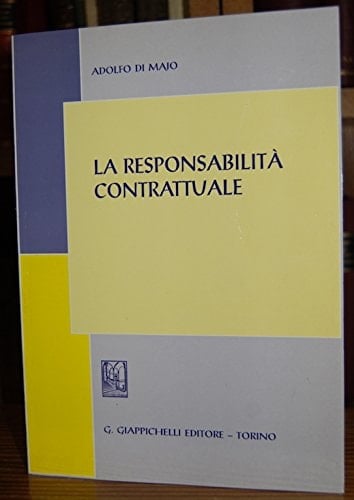 ADOLFO DI MAJO
LA RESPONSABILITÀ
CONTRATTUALE
G. GIAPPICHELLI EDITORE – TORINO